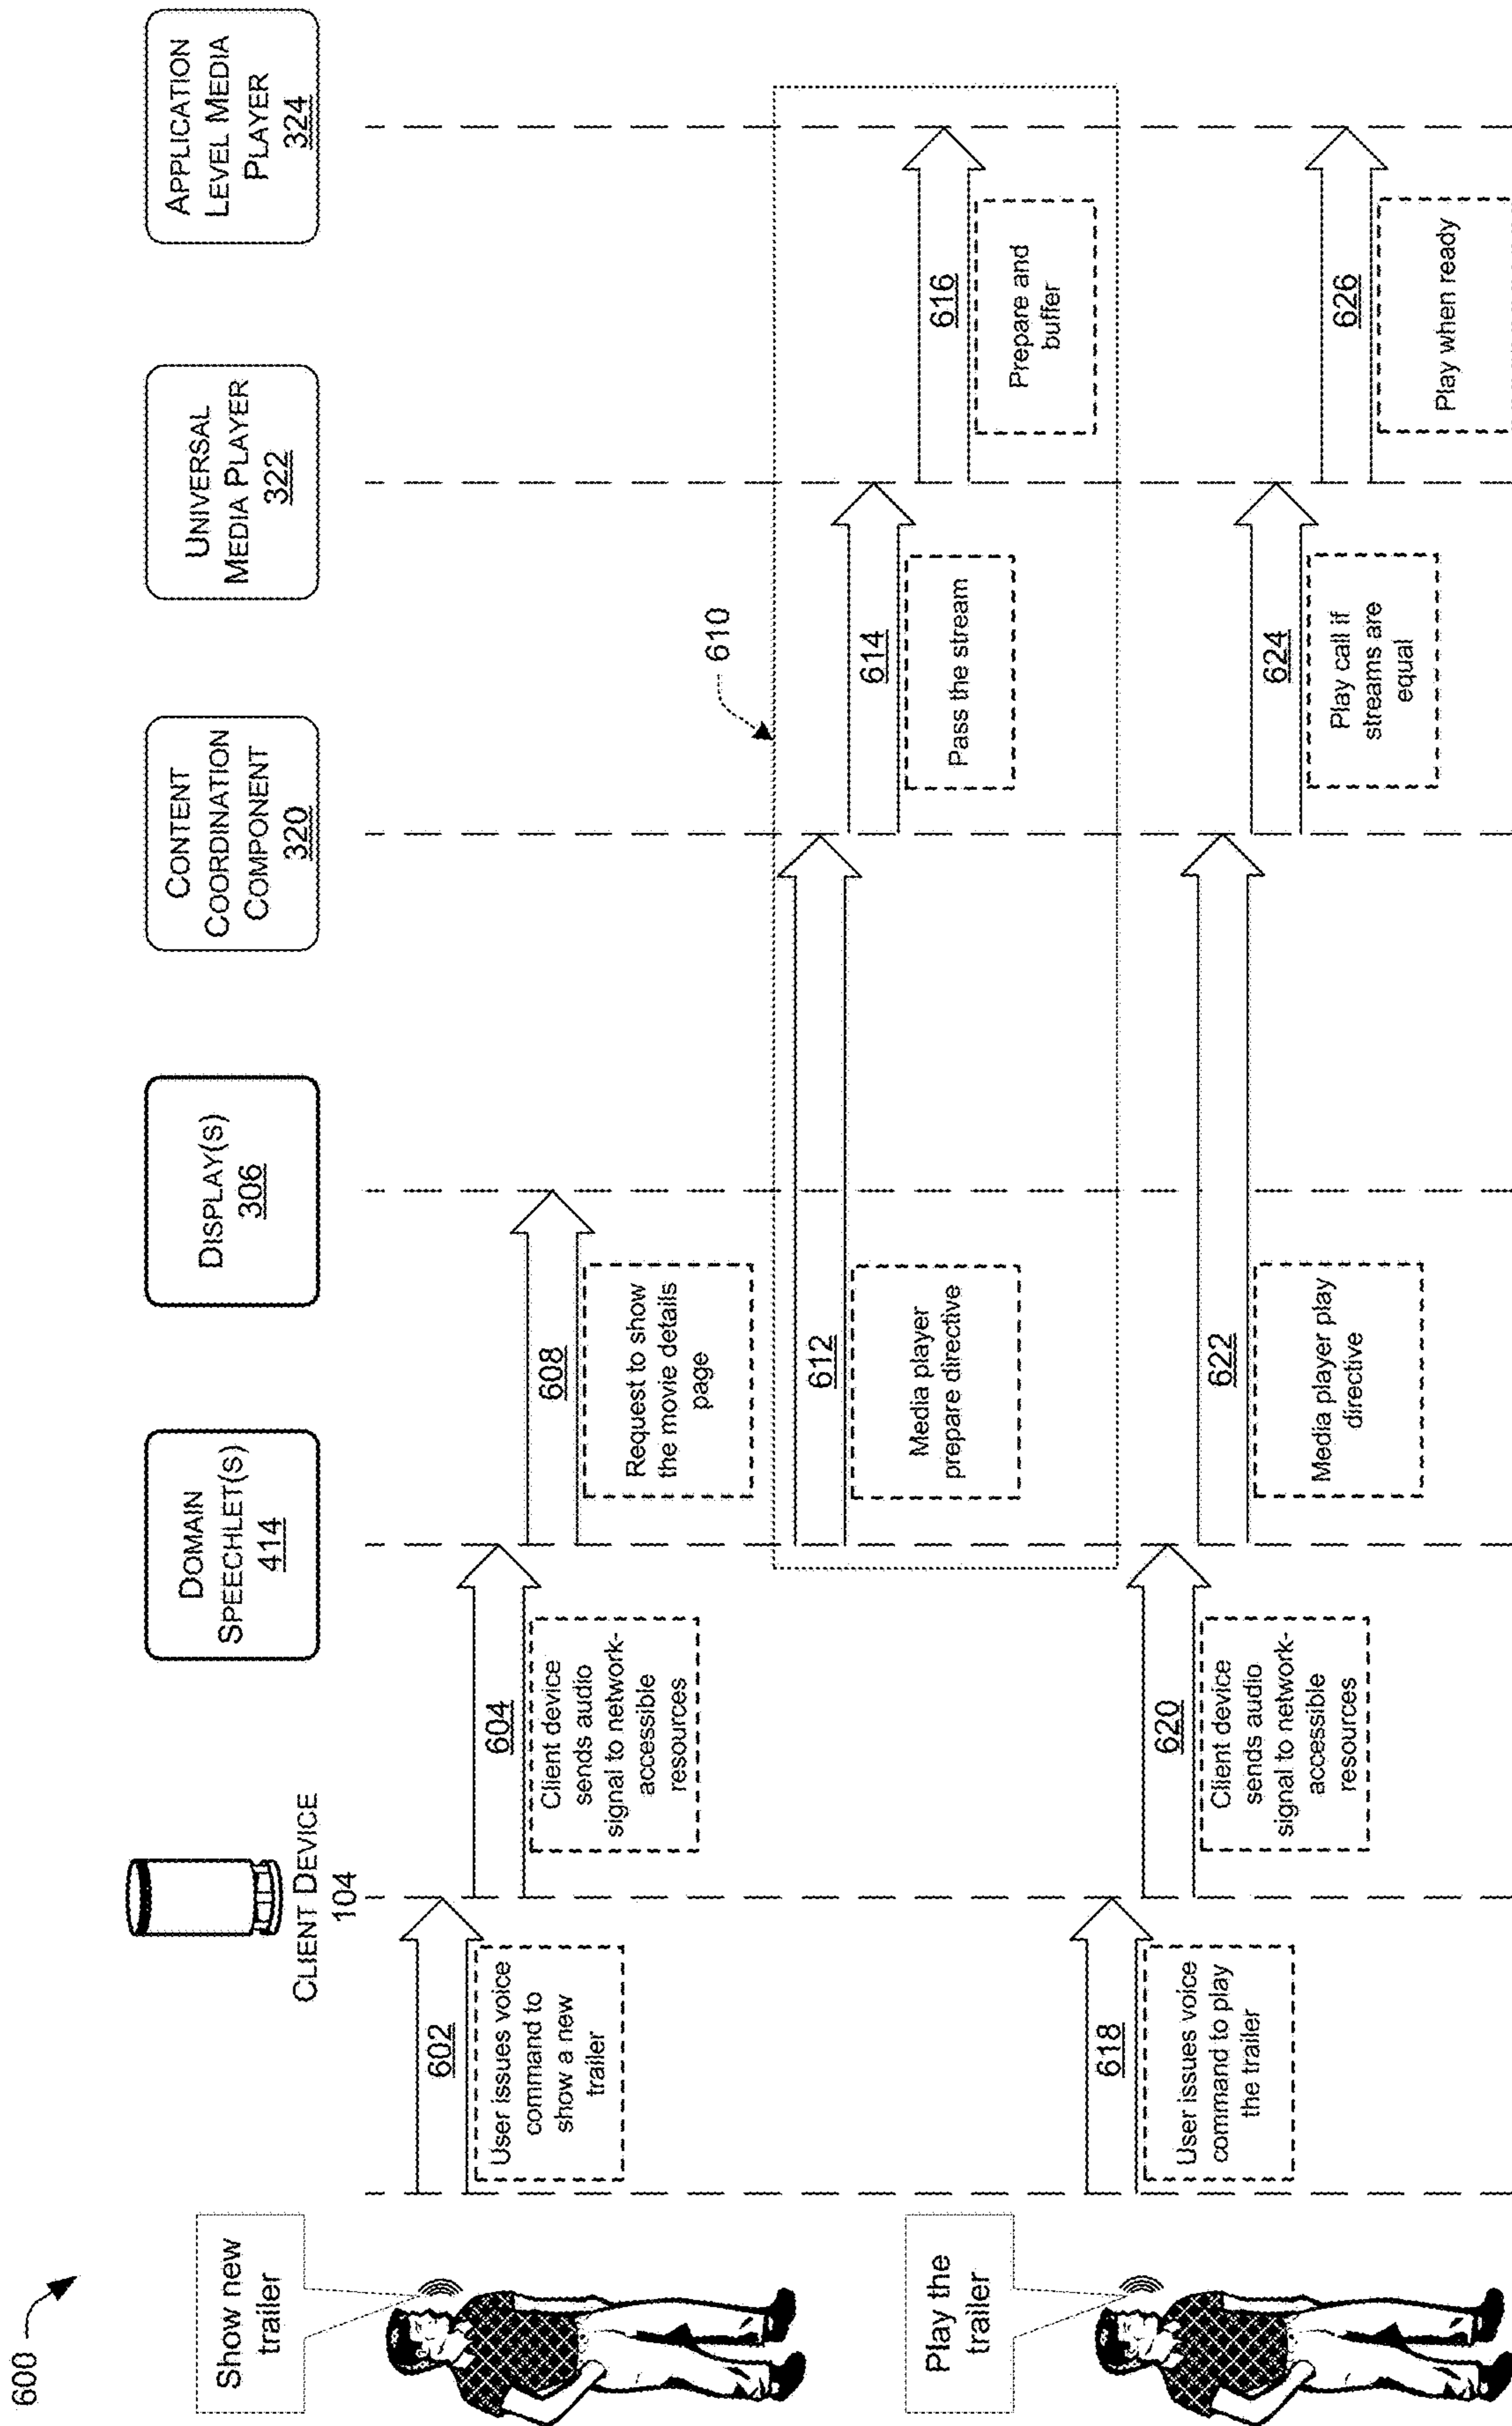 600
Show new
trailer
CLIENT DEVICE
104
DOMAIN
SPEECHLET(S)
414
DISPLAY(S)
306
CONTENT
COORDINATION
COMPONENT
320
UNIVERSAL
MEDIA PLAYER
322
APPLICATION
LEVEL MEDIA
PLAYER
324
602
User issues voice
command to
show a new
trailer
604
Client device
sends audio
signal to network-
accessible
resources
608
Request to show
the movie details
page
610
612
Media player
prepare directive
614
Pass the stream
616
Prepare and
buffer
Play the
trailer
618
User issues voice
command to play
the trailer
620
Client device
sends audio
signal to network-
accessible
resources
622
Media player play
directive
624
Play call if
streams are
equal
626
Play when ready